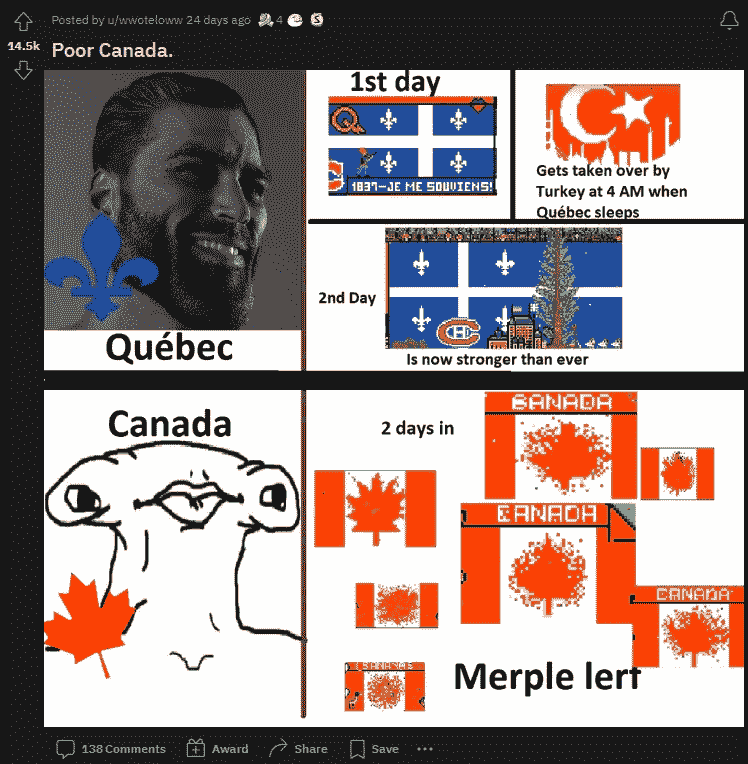 Posted by u/wwoteloww 24 days ago 4 S
14.5k
Poor Canada.
1st day
1837-JE ME SOUVIENS!
Gets taken over by
Turkey at 4 AM when
Québec sleeps
2nd Day
Is now stronger than ever
Québec
Canada
2 days in
BANADA
CANADA
CANADA
BANANAS
Merple lert
138 Comments Award Share Save